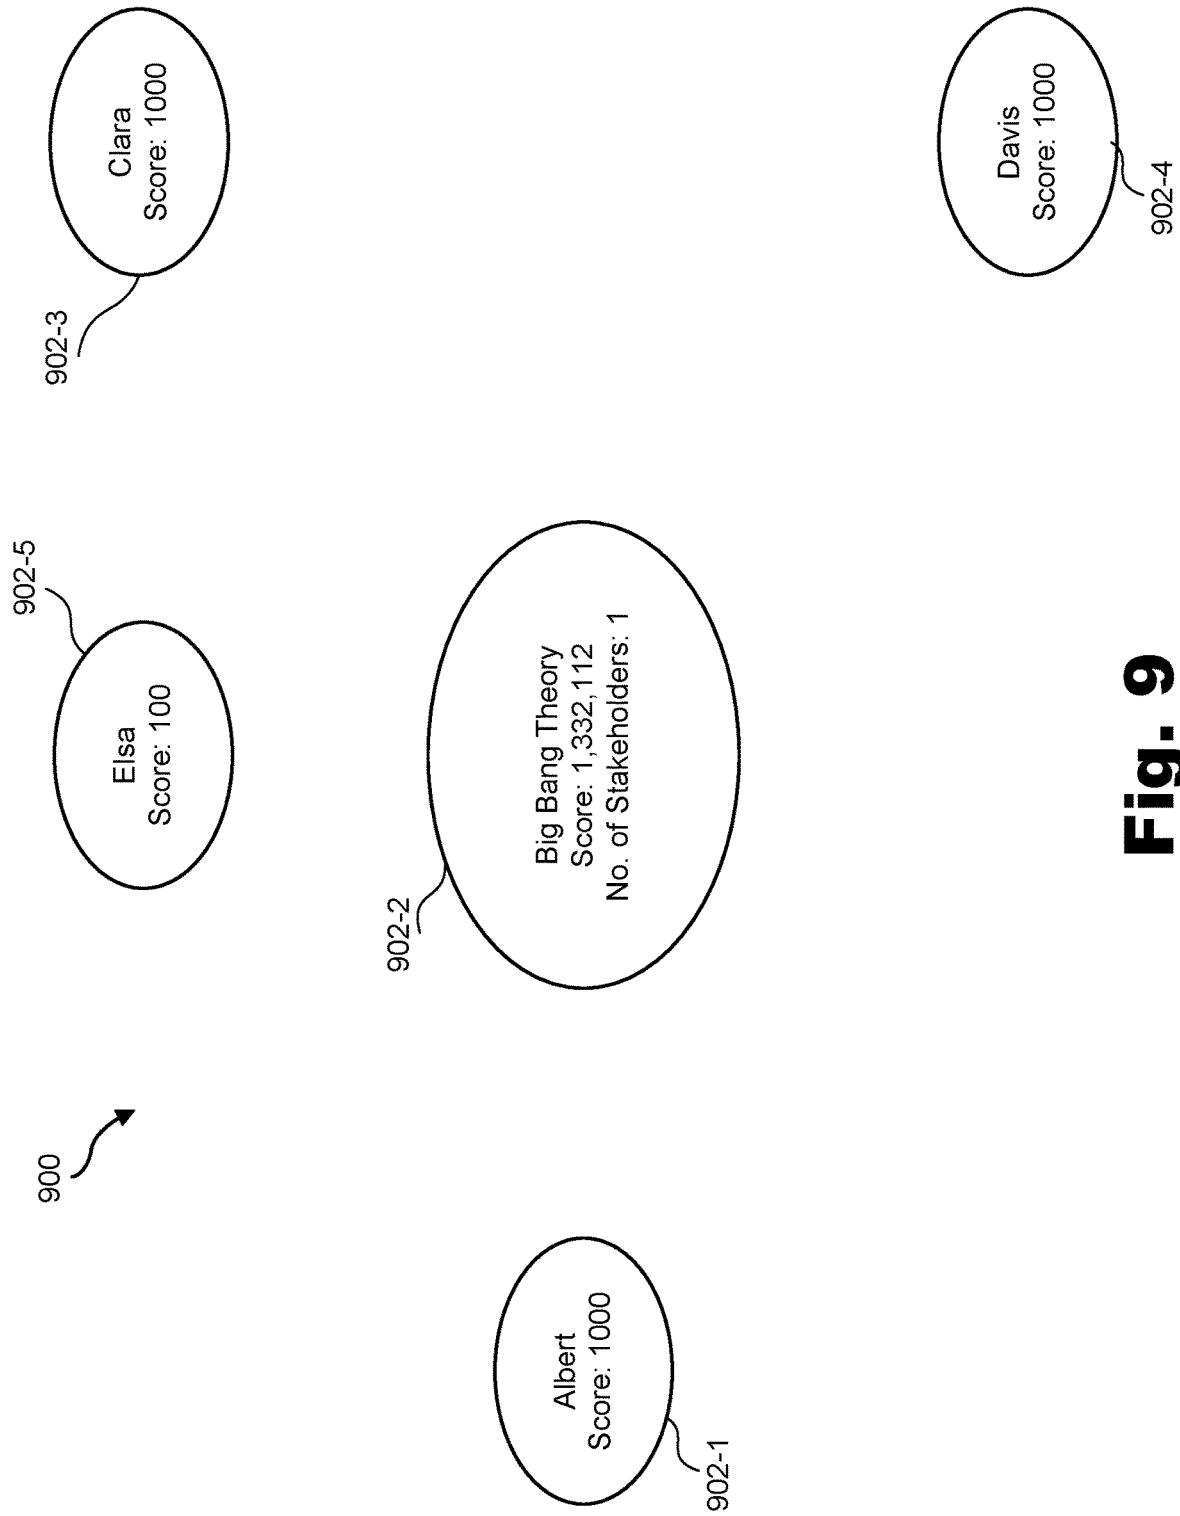 900
902-5
Elsa
Score: 100
902-3
Clara
Score: 1000
902-2
Big Bang Theory
Score: 1,332,112
No. of Stakeholders: 1
Albert
Score: 1000
902-1
Davis
Score: 1000
902-4
Fig. 9